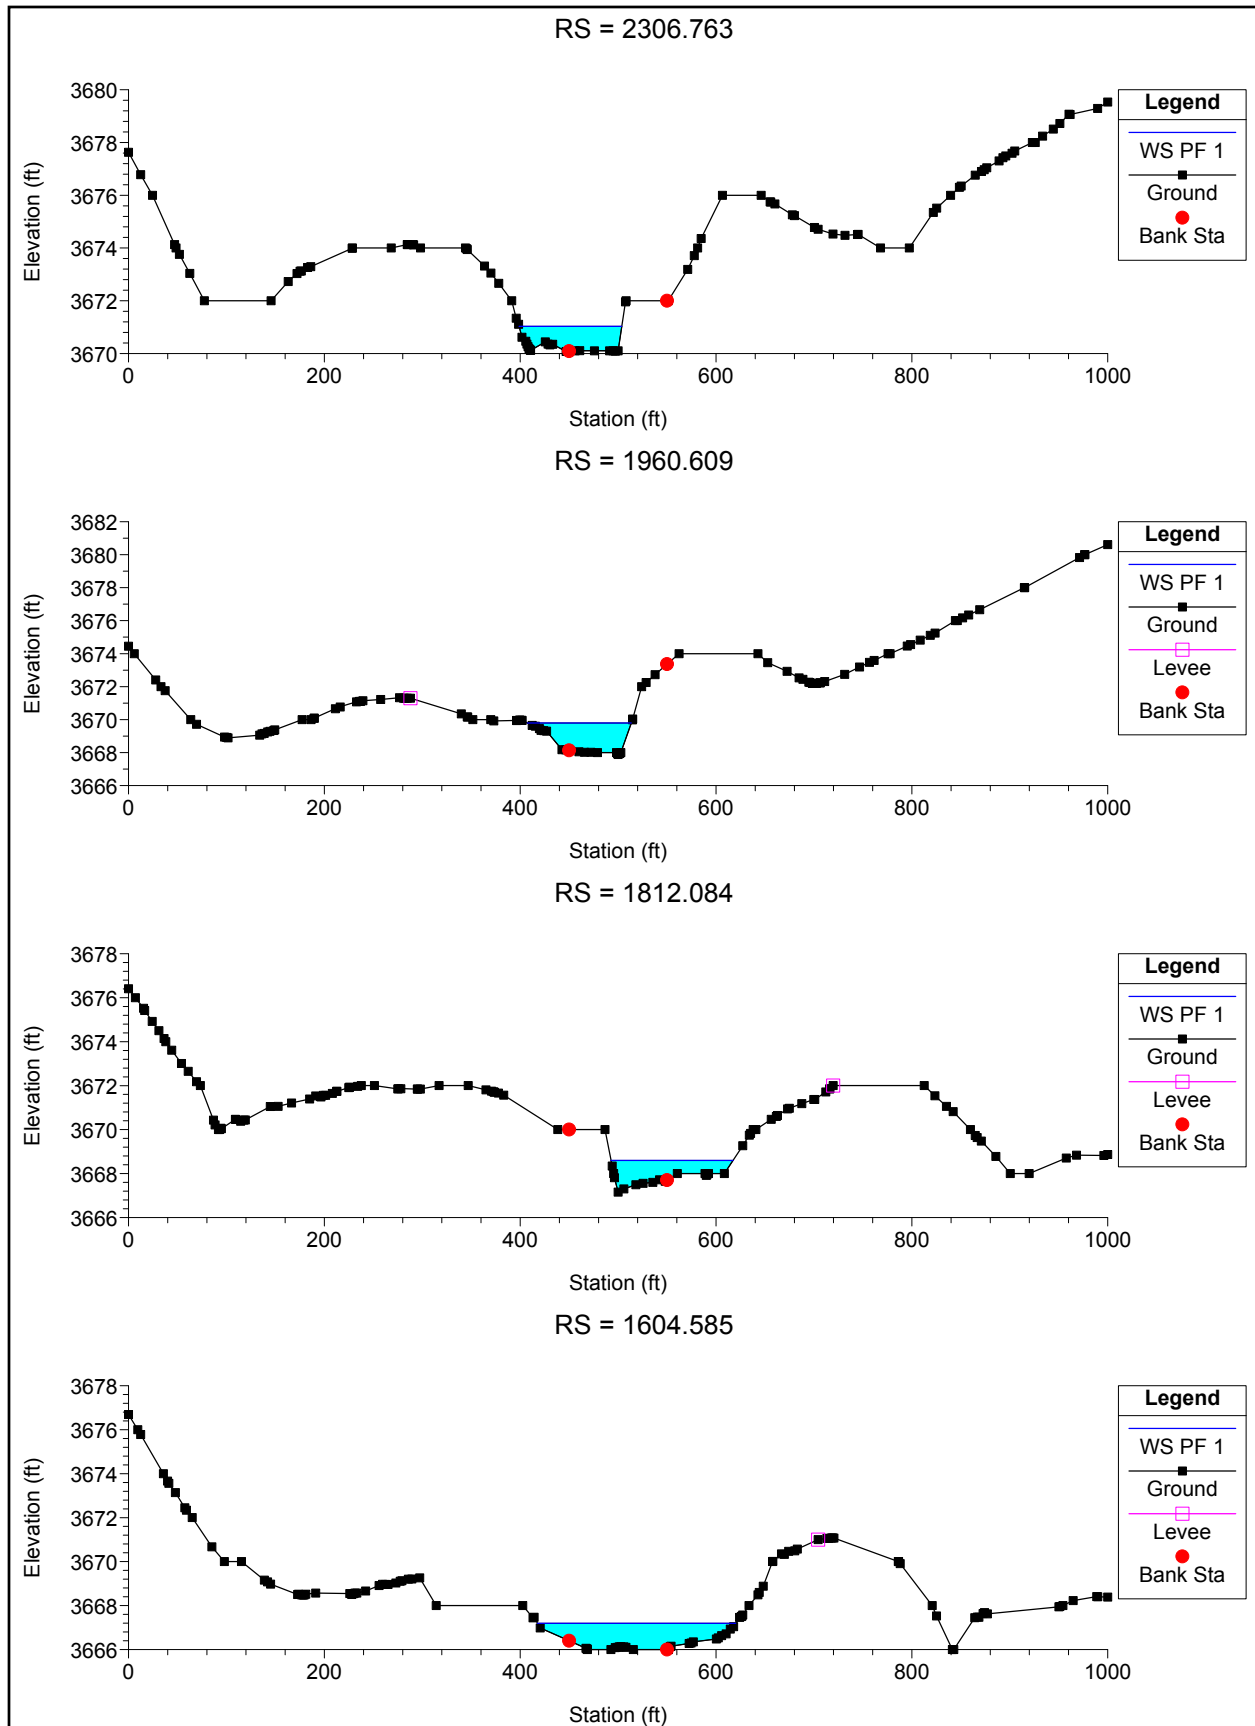 RS = 2306.763
3680
3678
3676
3674
3672
3670
Elevation (ft)
0 200 400 600 800 1000
Station (ft)
Legend
WS PF 1
Ground
Bank Sta
RS = 1960.609
3682
3680
3678
3676
3674
3672
3670
3668
3666
Elevation (ft)
0 200 400 600 800 1000
Station (ft)
Legend
WS PF 1
Ground
Levee
Bank Sta
RS = 1812.084
3678
3676
3674
3672
3670
3668
3666
Elevation (ft)
0 200 400 600 800 1000
Station (ft)
Legend
WS PF 1
Ground
Levee
Bank Sta
RS = 1604.585
3678
3676
3674
3672
3670
3668
3666
Elevation (ft)
0 200 400 600 800 1000
Station (ft)
Legend
WS PF 1
Ground
Levee
Bank Sta